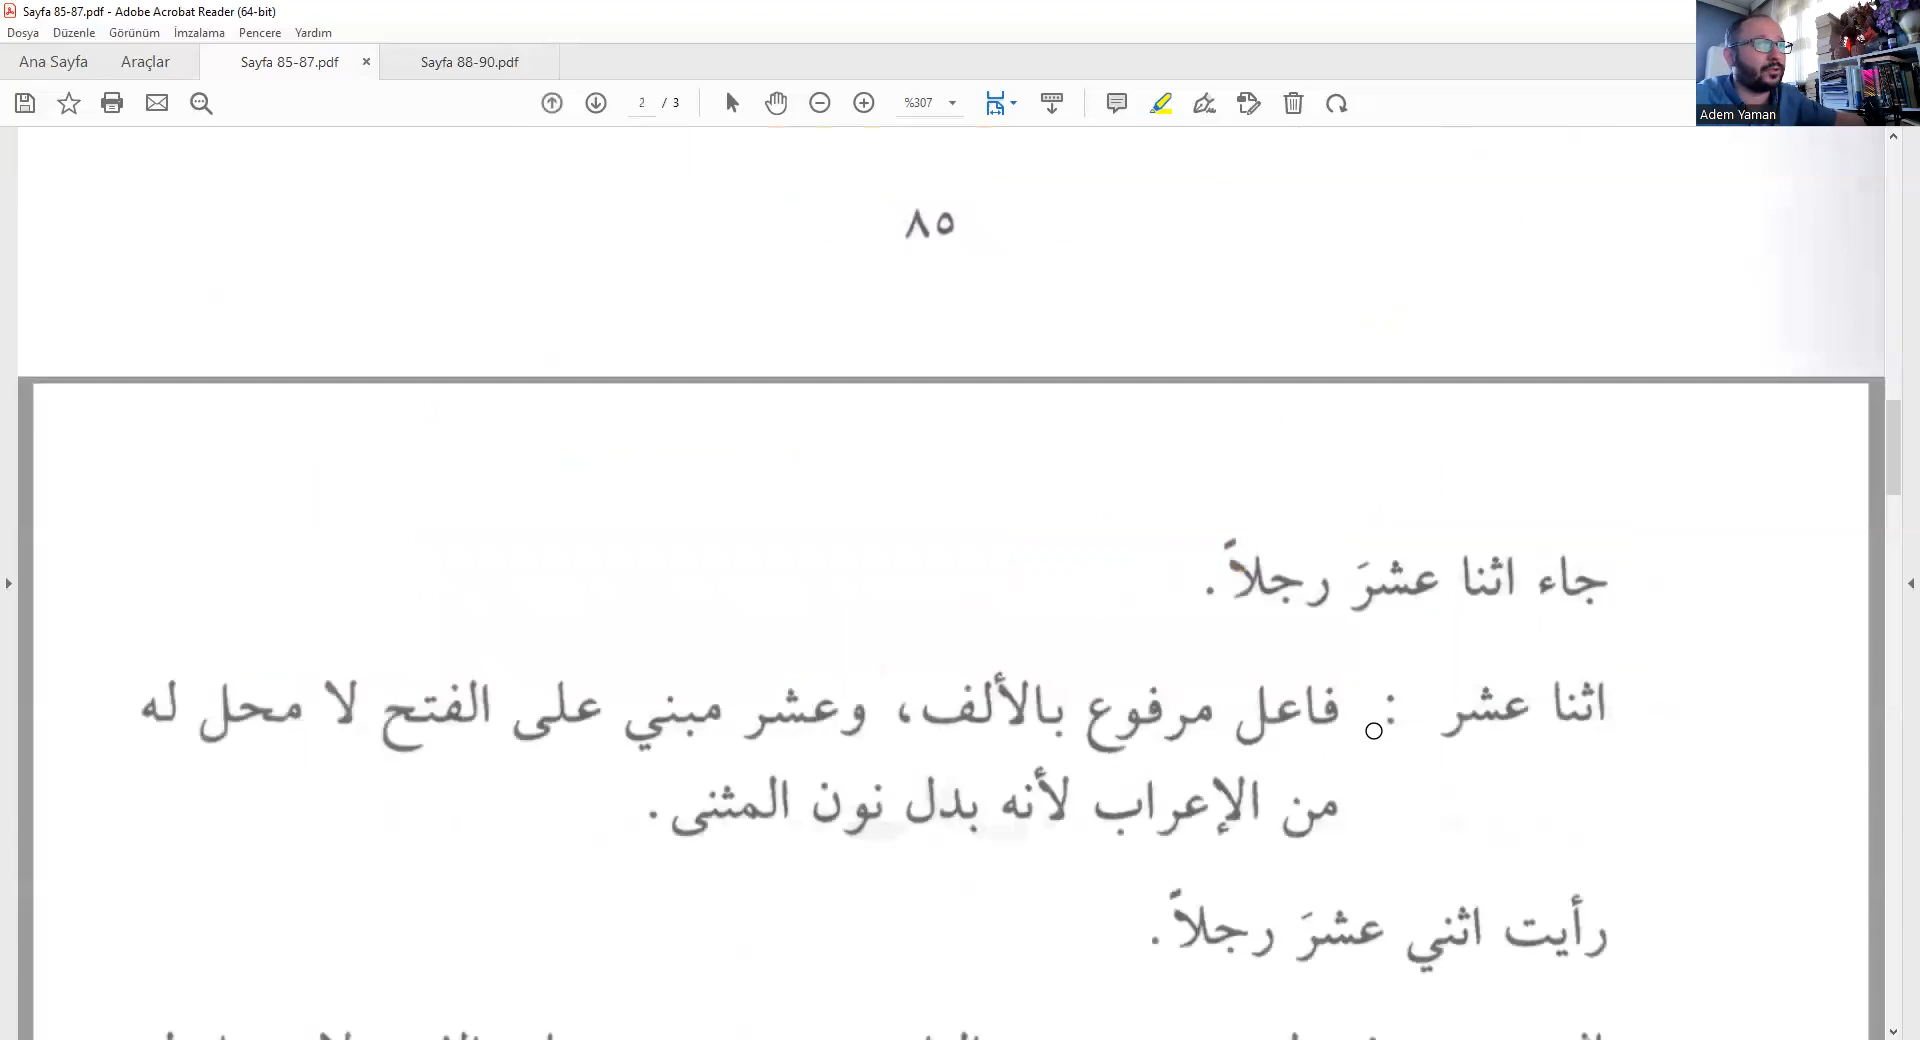 Sayfa 85-87.pdf - Adobe Acrobat Reader (64-bit)
Dosya Düzenle Görünüm İmzalama Pencere Yardım
Ana Sayfa Araçlar Sayfa 85-87.pdf × Sayfa 88-90.pdf
2 / 3 %307
Adem Yaman
٨٥
جاء اثنا عشرَ رجلاً.
اثنا عشر : فاعل مرفوع بالألف، وعشر مبني على الفتح لا محل له
من الإعراب لأنه بدل نون المثنى.
رأيت اثني عشرَ رجلاً.